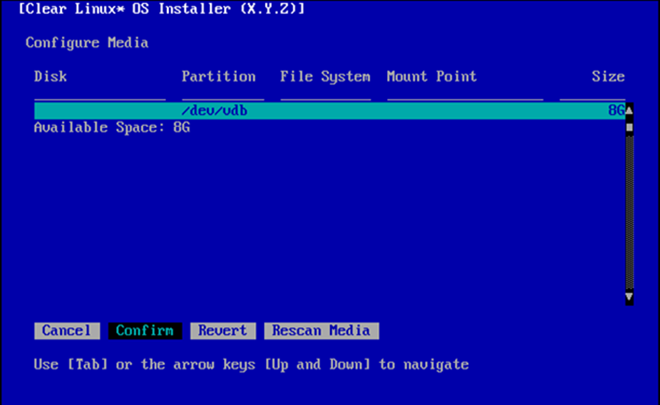 [Clear Linux* OS Installer (X.Y.Z)]
Configure Media
Disk Partition File System Mount Point Size
/dev/vdb 8G
Available Space: 8G
Cancel Confirm Revert Rescan Media
Use [Tab] or the arrow keys [Up and Down] to navigate